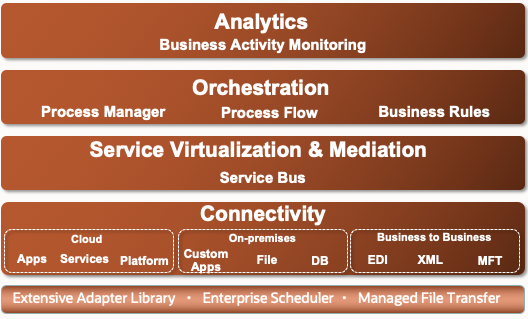 Analytics
Business Activity Monitoring
Orchestration
Process Manager Process Flow Business Rules
Service Virtualization & Mediation
Service Bus
Connectivity
Cloud
Apps Services Platform
On-premises
Custom
Apps
File DB
Business to Business
EDI XML MFT
Extensive Adapter Library • Enterprise Scheduler • Managed File Transfer